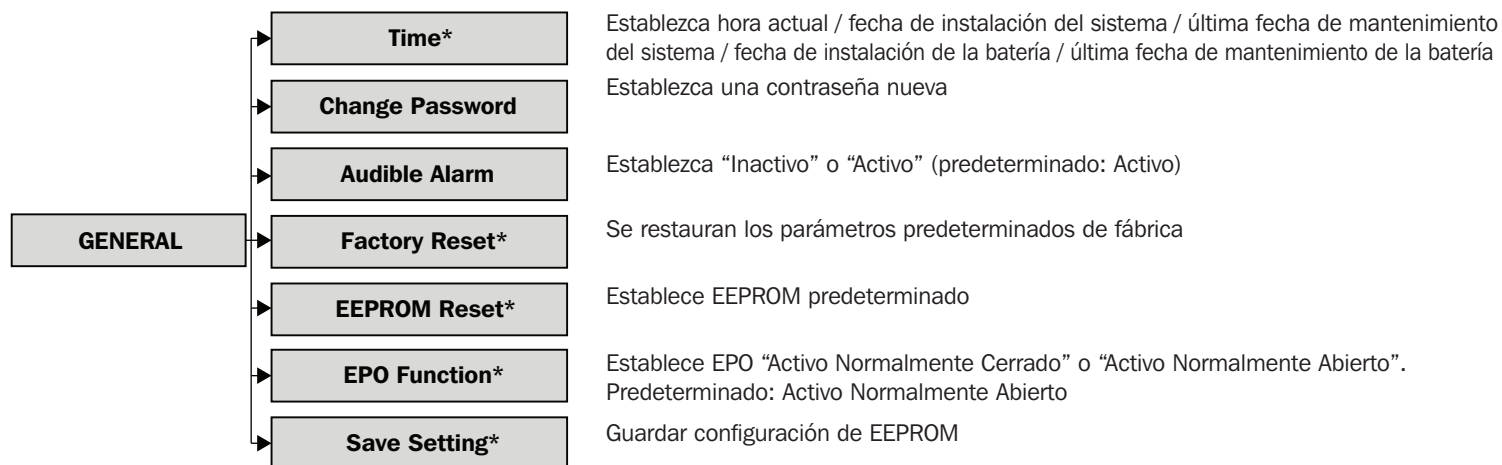 Time*
Establezca hora actual / fecha de instalación del sistema / última fecha de mantenimiento
del sistema / fecha de instalación de la batería / última fecha de mantenimiento de la batería
Change Password
Establezca una contraseña nueva
Audible Alarm
Establezca “Inactivo” o “Activo” (predeterminado: Activo)
GENERAL
Factory Reset*
Se restauran los parámetros predeterminados de fábrica
EEPROM Reset*
Establece EEPROM predeterminado
EPO Function*
Establece EPO “Activo Normalmente Cerrado” o “Activo Normalmente Abierto”.
Predeterminado: Activo Normalmente Abierto
Save Setting*
Guardar configuración de EEPROM